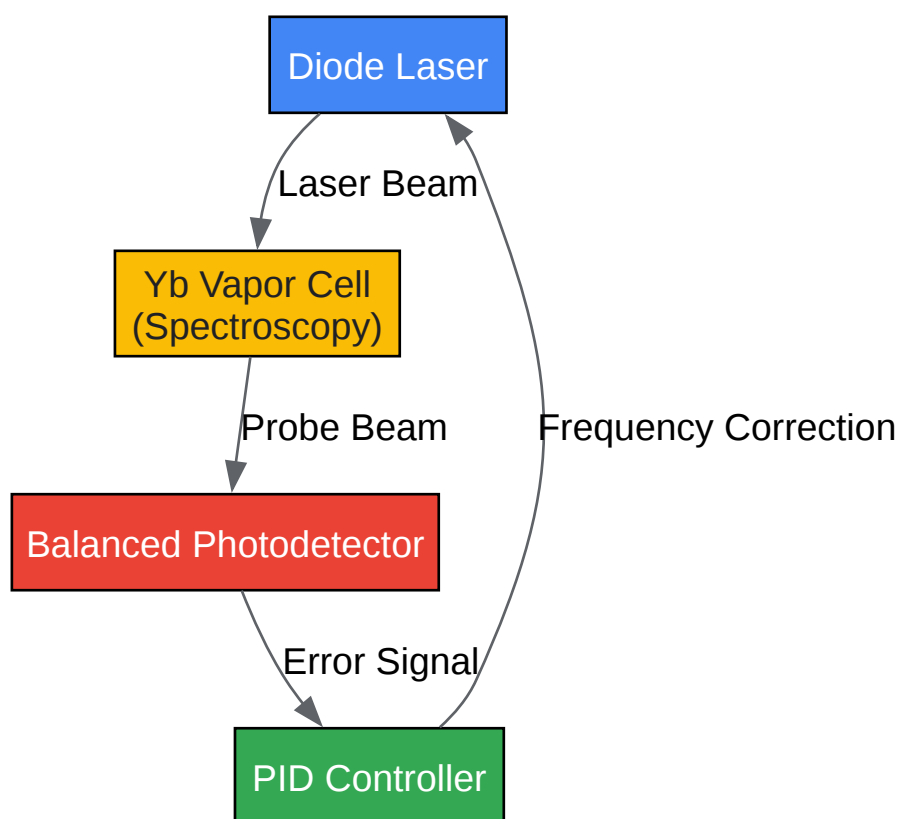 Diode Laser
Laser Beam
Yb Vapor Cell
(Spectroscopy)
Probe Beam
Frequency Correction
Balanced Photodetector
Error Signal
PID Controller